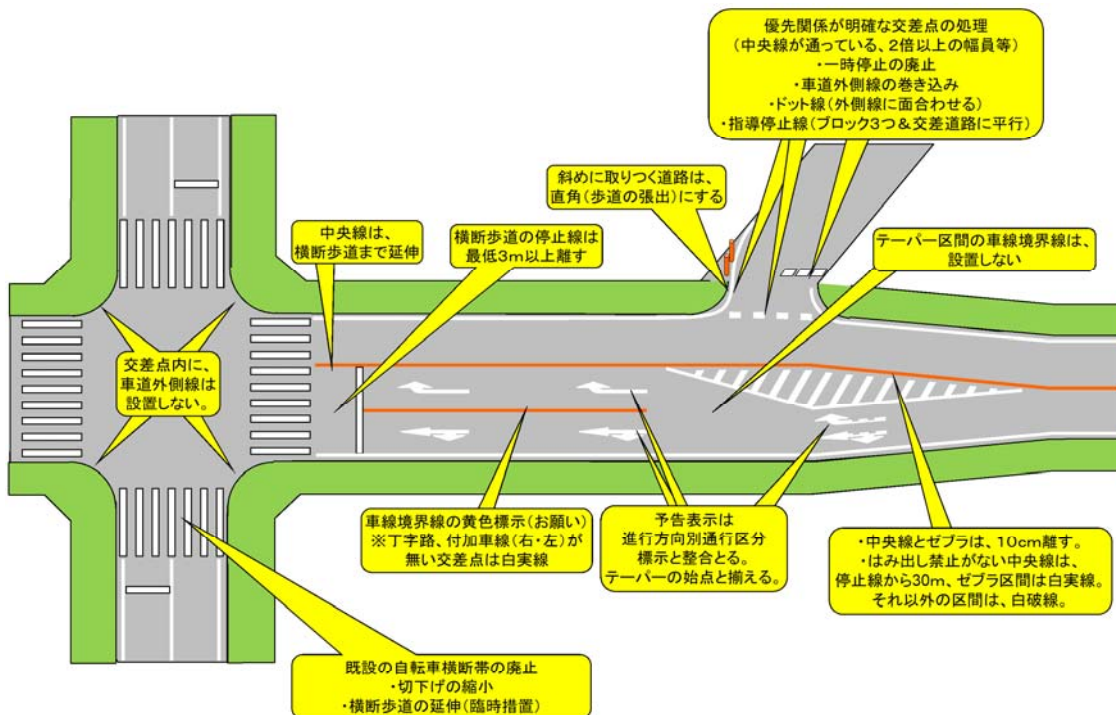 優先関係が明確な交差点の処理
（中央線が通っている、2倍以上の幅員等）
・一時停止の廃止
・車道外側線の巻き込み
・ドット線（外側線に面合わせる）
・指導停止線（ブロック3つ＆交差道路に平行）
斜めに取りつく道路は、
直角（歩道の張出）にする
中央線は、
横断歩道まで延伸
横断歩道の停止線は
最低3m以上離す
テーパー区間の車線境界線は、
設置しない
交差点内に、
車道外側線は
設置しない。
車線境界線の黄色標示（お願い）
※丁字路、付加車線（右・左）が
無い交差点は白実線
予告表示は
進行方向別通行区分
標示と整合とる。
テーパーの始点と揃える。
・中央線とゼブラは、10cm離す。
・はみ出し禁止がない中央線は、
停止線から30m、ゼブラ区間は白実線。
それ以外の区間は、白破線。
既設の自転車横断帯の廃止
・切下げの縮小
・横断歩道の延伸（臨時措置）